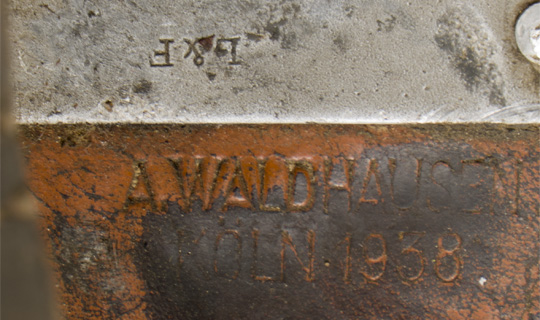 A. WALDHAUSEN
KÖLN · 1938